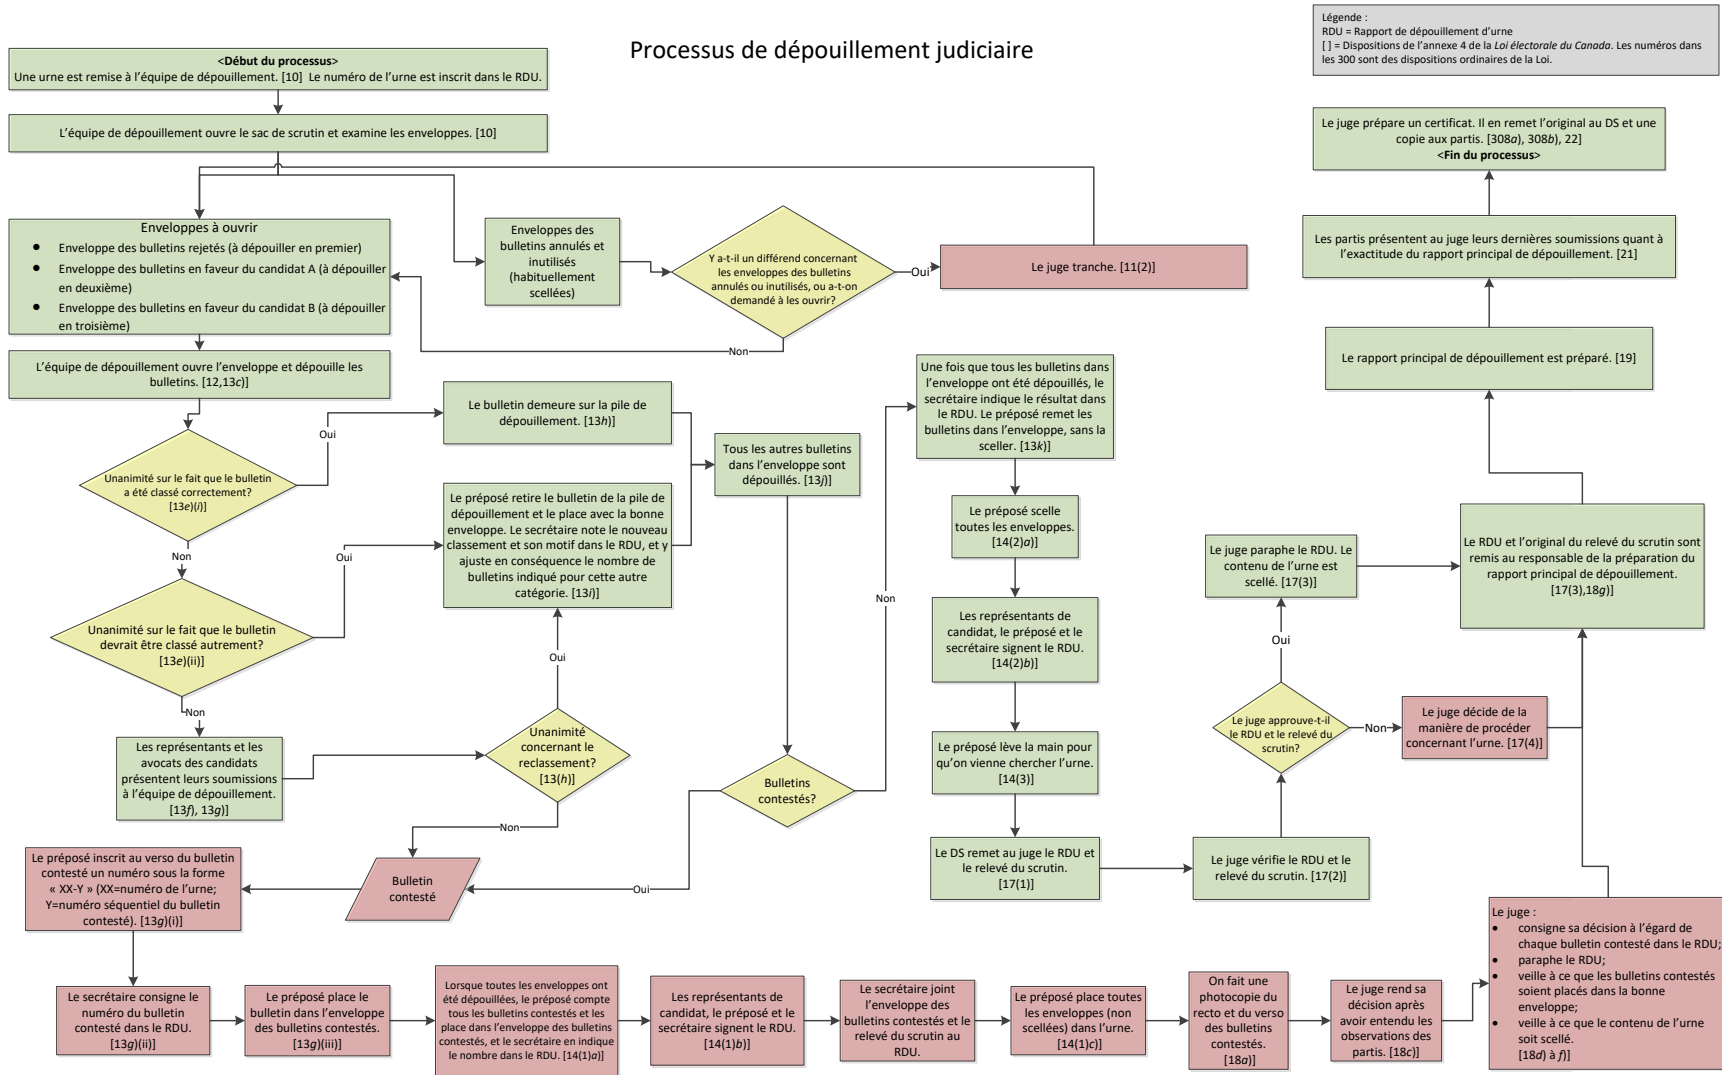 Processus de dépouillement judiciaire
Légende :
RDU = Rapport de dépouillement d'urne
[ ] = Dispositions de l'annexe 4 de la Loi électorale du Canada. Les numéros dans
les 300 sont des dispositions ordinaires de la Loi.
<Début du processus>
Une urne est remise à l'équipe de dépouillement. [10]  Le numéro de l'urne est inscrit dans le RDU.
L'équipe de dépouillement ouvre le sac de scrutin et examine les enveloppes. [10]
Enveloppes à ouvrir
• Enveloppe des bulletins rejetés (à dépouiller en premier)
• Enveloppe des bulletins en faveur du candidat A (à dépouiller
en deuxième)
• Enveloppe des bulletins en faveur du candidat B (à dépouiller
en troisième)
Enveloppes des
bulletins annulés et
inutilisés
(habituellement
scellées)
Y a-t-il un différend concernant
les enveloppes des bulletins
annulés ou inutilisés, ou a-t-on
demandé à les ouvrir?
Oui
Le juge tranche. [11(2)]
Non
L'équipe de dépouillement ouvre l'enveloppe et dépouille les
bulletins. [12,13c)]
Unanimité sur le fait que le bulletin
a été classé correctement?
[13e)(i)]
Oui
Le bulletin demeure sur la pile de
dépouillement. [13h)]
Non
Unanimité sur le fait que le bulletin
devrait être classé autrement?
[13e)(ii)]
Oui
Le préposé retire le bulletin de la pile de
dépouillement et le place avec la bonne
enveloppe. Le secrétaire note le nouveau
classement et son motif dans le RDU, et y
ajuste en conséquence le nombre de
bulletins indiqué pour cette autre
catégorie. [13i)]
Non
Les représentants et les
avocats des candidats
présentent leurs soumissions
à l'équipe de dépouillement.
[13f), 13g)]
Unanimité
concernant le
reclassement?
[13(h)]
Oui
Non
Tous les autres bulletins
dans l'enveloppe sont
dépouillés. [13j)]
Bulletins
contestés?
Non
Oui
Bulletin
contesté
Le préposé inscrit au verso du bulletin
contesté un numéro sous la forme
« XX-Y » (XX=numéro de l'urne;
Y=numéro séquentiel du bulletin
contesté). [13g)(i)]
Le secrétaire consigne le
numéro du bulletin
contesté dans le RDU.
[13g)(ii)]
Le préposé place le
bulletin dans l'enveloppe
des bulletins contestés.
[13g)(iii)]
Lorsque toutes les enveloppes ont
été dépouillées, le préposé compte
tous les bulletins contestés et les
place dans l'enveloppe des bulletins
contestés, et le secrétaire en indique
le nombre dans le RDU. [14(1)a)]
Les représentants de
candidat, le préposé et le
secrétaire signent le RDU.
[14(1)b)]
Le secrétaire joint
l'enveloppe des
bulletins contestés et le
relevé du scrutin au
RDU.
Le préposé place toutes
les enveloppes (non
scellées) dans l'urne.
[14(1)c)]
On fait une
photocopie du
recto et du verso
des bulletins
contestés.
[18a)]
Le juge rend sa
décision après
avoir entendu les
observations des
partis. [18c)]
Le juge :
• consigne sa décision à l'égard de
chaque bulletin contesté dans le RDU;
• paraphe le RDU;
• veille à ce que les bulletins contestés
soient placés dans la bonne
enveloppe;
• veille à ce que le contenu de l'urne
soit scellé.
[18d) à f)]
Une fois que tous les bulletins dans
l'enveloppe ont été dépouillés, le
secrétaire indique le résultat dans
le RDU. Le préposé remet les
bulletins dans l'enveloppe, sans la
sceller. [13k)]
Le préposé scelle
toutes les enveloppes.
[14(2)a)]
Les représentants de
candidat, le préposé et le
secrétaire signent le RDU.
[14(2)b)]
Le préposé lève la main pour
qu'on vienne chercher l'urne.
[14(3)]
Le DS remet au juge le RDU et
le relevé du scrutin.
[17(1)]
Le juge vérifie le RDU et le
relevé du scrutin. [17(2)]
Le juge approuve-t-il
le RDU et le relevé du
scrutin?
Oui
Non
Le juge paraphe le RDU. Le
contenu de l'urne est
scellé. [17(3)]
Le juge décide de la
manière de procéder
concernant l'urne. [17(4)]
Le RDU et l'original du relevé du scrutin sont
remis au responsable de la préparation du
rapport principal de dépouillement.
[17(3),18g)]
Le rapport principal de dépouillement est préparé. [19]
Les partis présentent au juge leurs dernières soumissions quant à
l'exactitude du rapport principal de dépouillement. [21]
Le juge prépare un certificat. Il en remet l'original au DS et une
copie aux partis. [308a), 308b), 22]
<Fin du processus>